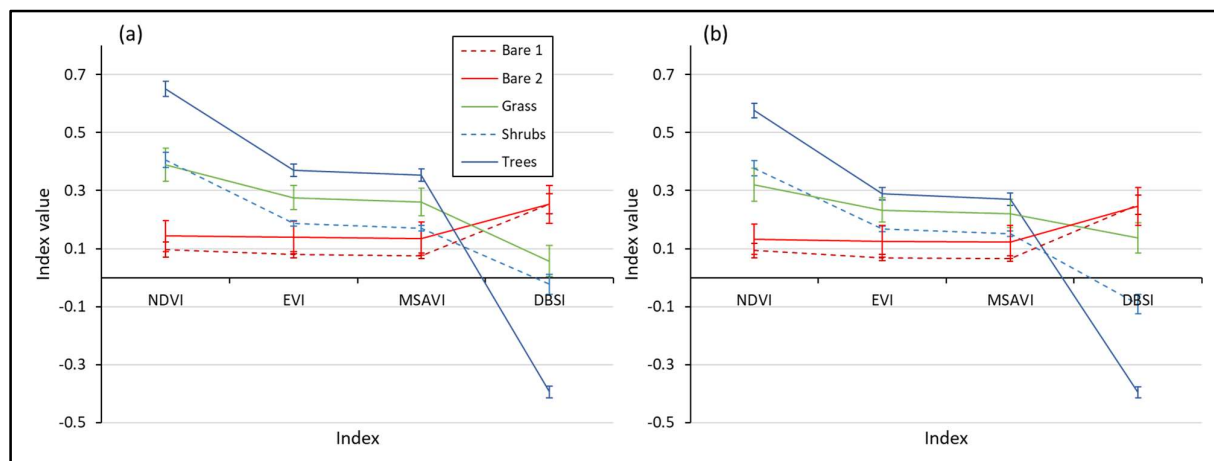 (a)
Bare 1
Bare 2
Grass
Shrubs
Trees
0.7
0.5
0.3
0.1
-0.1
-0.3
-0.5
Index value
NDVI EVI MSAVI DBSI
Index
(b)
0.7
0.5
0.3
0.1
-0.1
-0.3
-0.5
Index value
NDVI EVI MSAVI DBSI
Index